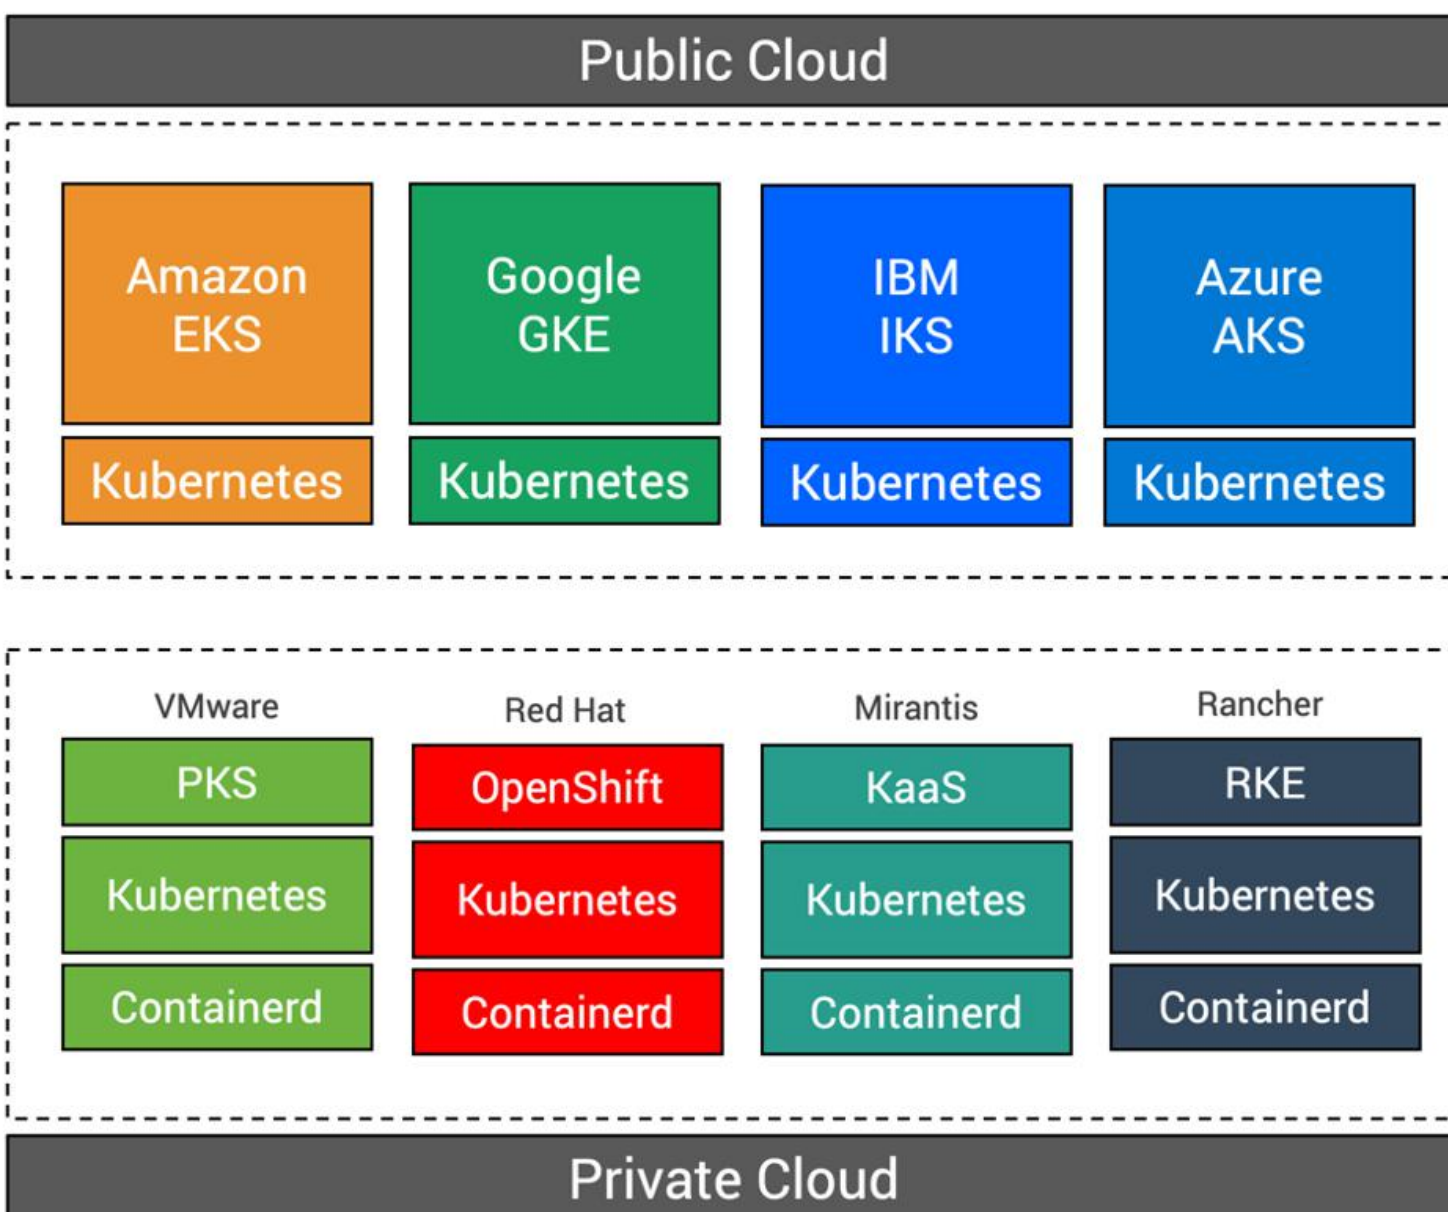 Public Cloud
Amazon
EKS
Kubernetes
Google
GKE
Kubernetes
IBM
IKS
Kubernetes
Azure
AKS
Kubernetes
VMware
PKS
Kubernetes
Containerd
Red Hat
OpenShift
Kubernetes
Containerd
Mirantis
KaaS
Kubernetes
Containerd
Rancher
RKE
Kubernetes
Containerd
Private Cloud